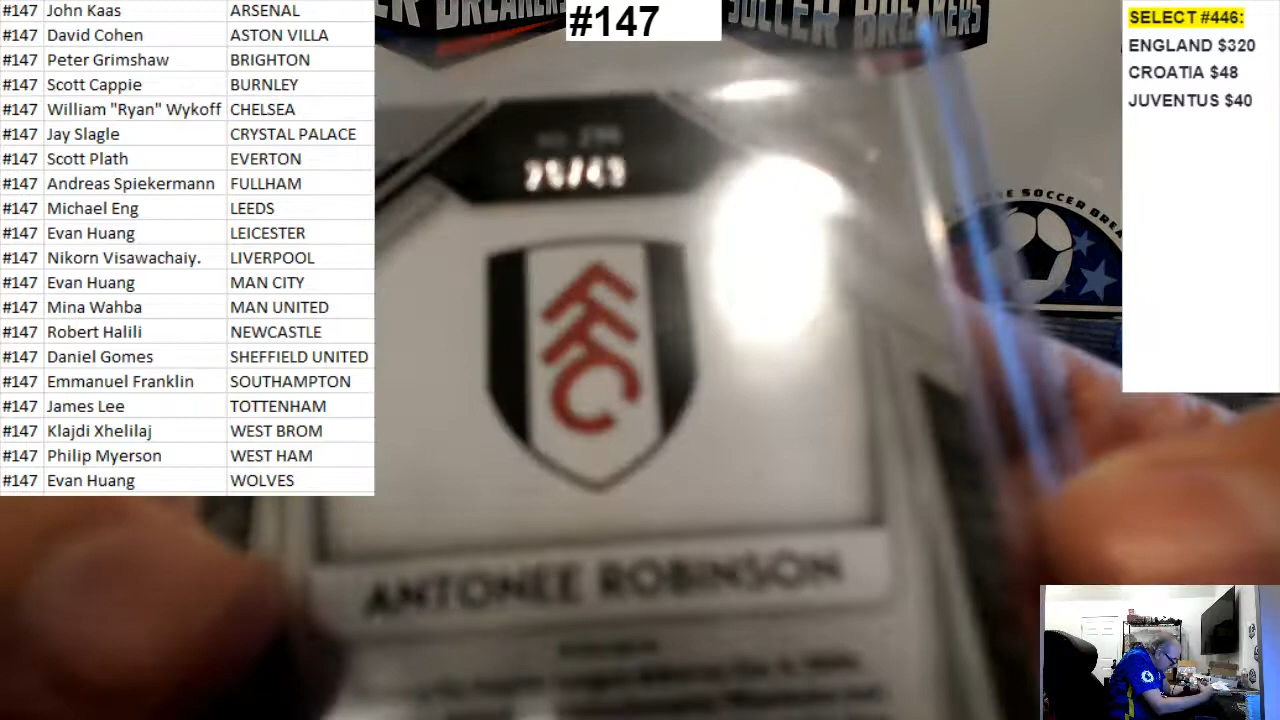 #147 John Kaas ARSENAL
#147 David Cohen ASTON VILLA
#147 Peter Grimshaw BRIGHTON
#147 Scott Cappie BURNLEY
#147 William "Ryan" Wykoff CHELSEA
#147 Jay Slagle CRYSTAL PALACE
#147 Scott Plath EVERTON
#147 Andreas Spiekermann FULLHAM
#147 Michael Eng LEEDS
#147 Evan Huang LEICESTER
#147 Nikorn Visawachaiy. LIVERPOOL
#147 Evan Huang MAN CITY
#147 Mina Wahba MAN UNITED
#147 Robert Halili NEWCASTLE
#147 Daniel Gomes SHEFFIELD UNITED
#147 Emmanuel Franklin SOUTHAMPTON
#147 James Lee TOTTENHAM
#147 Klajdi Xhelilaj WEST BROM
#147 Philip Myerson WEST HAM
#147 Evan Huang WOLVES
#147
SOCCER BREAKERS
SELECT #446:
ENGLAND $320
CROATIA $48
JUVENTUS $40
SOCCER
FFC
ANTONEE ROBINSON